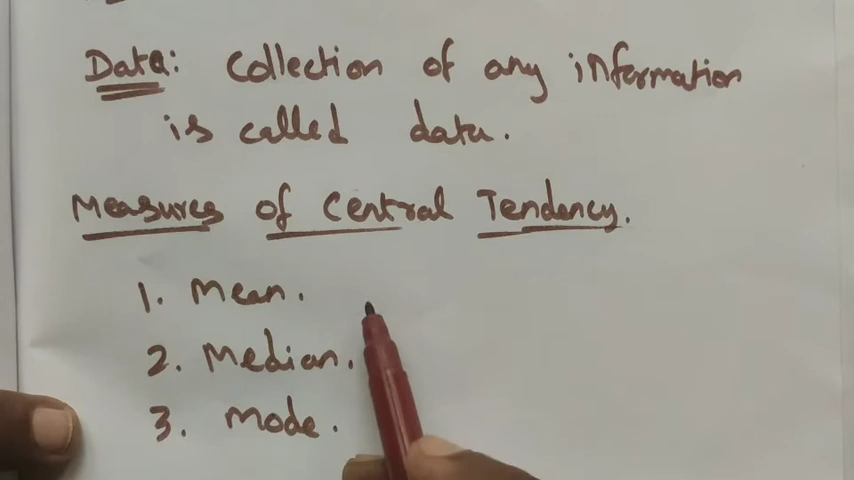 Data: Collection of any information
is called data.
Measures of Central Tendency.
1. Mean.
2. Median.
3. Mode.